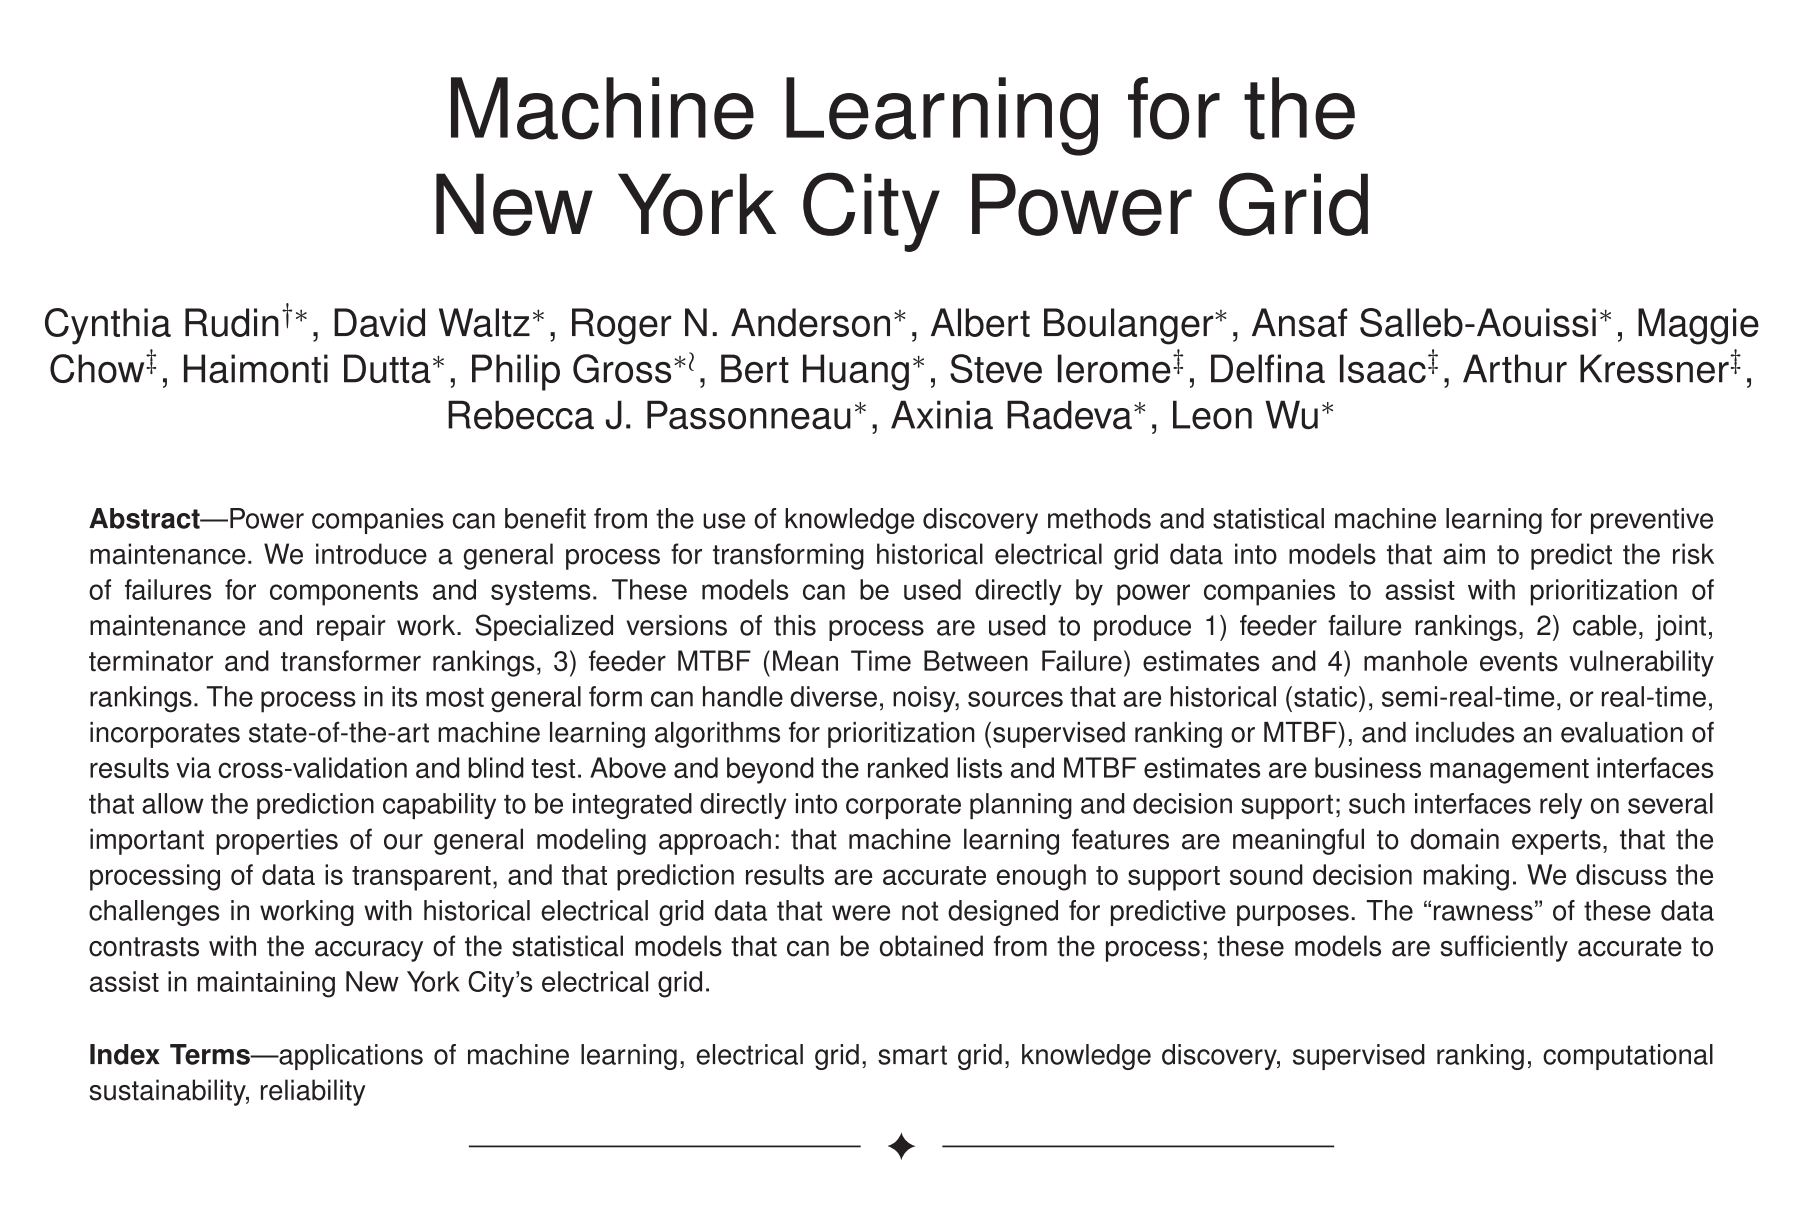 Machine Learning for the
New York City Power Grid
Cynthia Rudin†∗, David Waltz∗, Roger N. Anderson∗, Albert Boulanger∗, Ansaf Salleb-Aouissi∗, Maggie
Chow‡, Haimonti Dutta∗, Philip Gross∗≀, Bert Huang∗, Steve Ierome‡, Delfina Isaac‡, Arthur Kressner‡,
Rebecca J. Passonneau∗, Axinia Radeva∗, Leon Wu∗
Abstract—Power companies can benefit from the use of knowledge discovery methods and statistical machine learning for preventive
maintenance. We introduce a general process for transforming historical electrical grid data into models that aim to predict the risk
of failures for components and systems. These models can be used directly by power companies to assist with prioritization of
maintenance and repair work. Specialized versions of this process are used to produce 1) feeder failure rankings, 2) cable, joint,
terminator and transformer rankings, 3) feeder MTBF (Mean Time Between Failure) estimates and 4) manhole events vulnerability
rankings. The process in its most general form can handle diverse, noisy, sources that are historical (static), semi-real-time, or real-time,
incorporates state-of-the-art machine learning algorithms for prioritization (supervised ranking or MTBF), and includes an evaluation of
results via cross-validation and blind test. Above and beyond the ranked lists and MTBF estimates are business management interfaces
that allow the prediction capability to be integrated directly into corporate planning and decision support; such interfaces rely on several
important properties of our general modeling approach: that machine learning features are meaningful to domain experts, that the
processing of data is transparent, and that prediction results are accurate enough to support sound decision making. We discuss the
challenges in working with historical electrical grid data that were not designed for predictive purposes. The “rawness” of these data
contrasts with the accuracy of the statistical models that can be obtained from the process; these models are sufficiently accurate to
assist in maintaining New York City’s electrical grid.
Index Terms—applications of machine learning, electrical grid, smart grid, knowledge discovery, supervised ranking, computational
sustainability, reliability